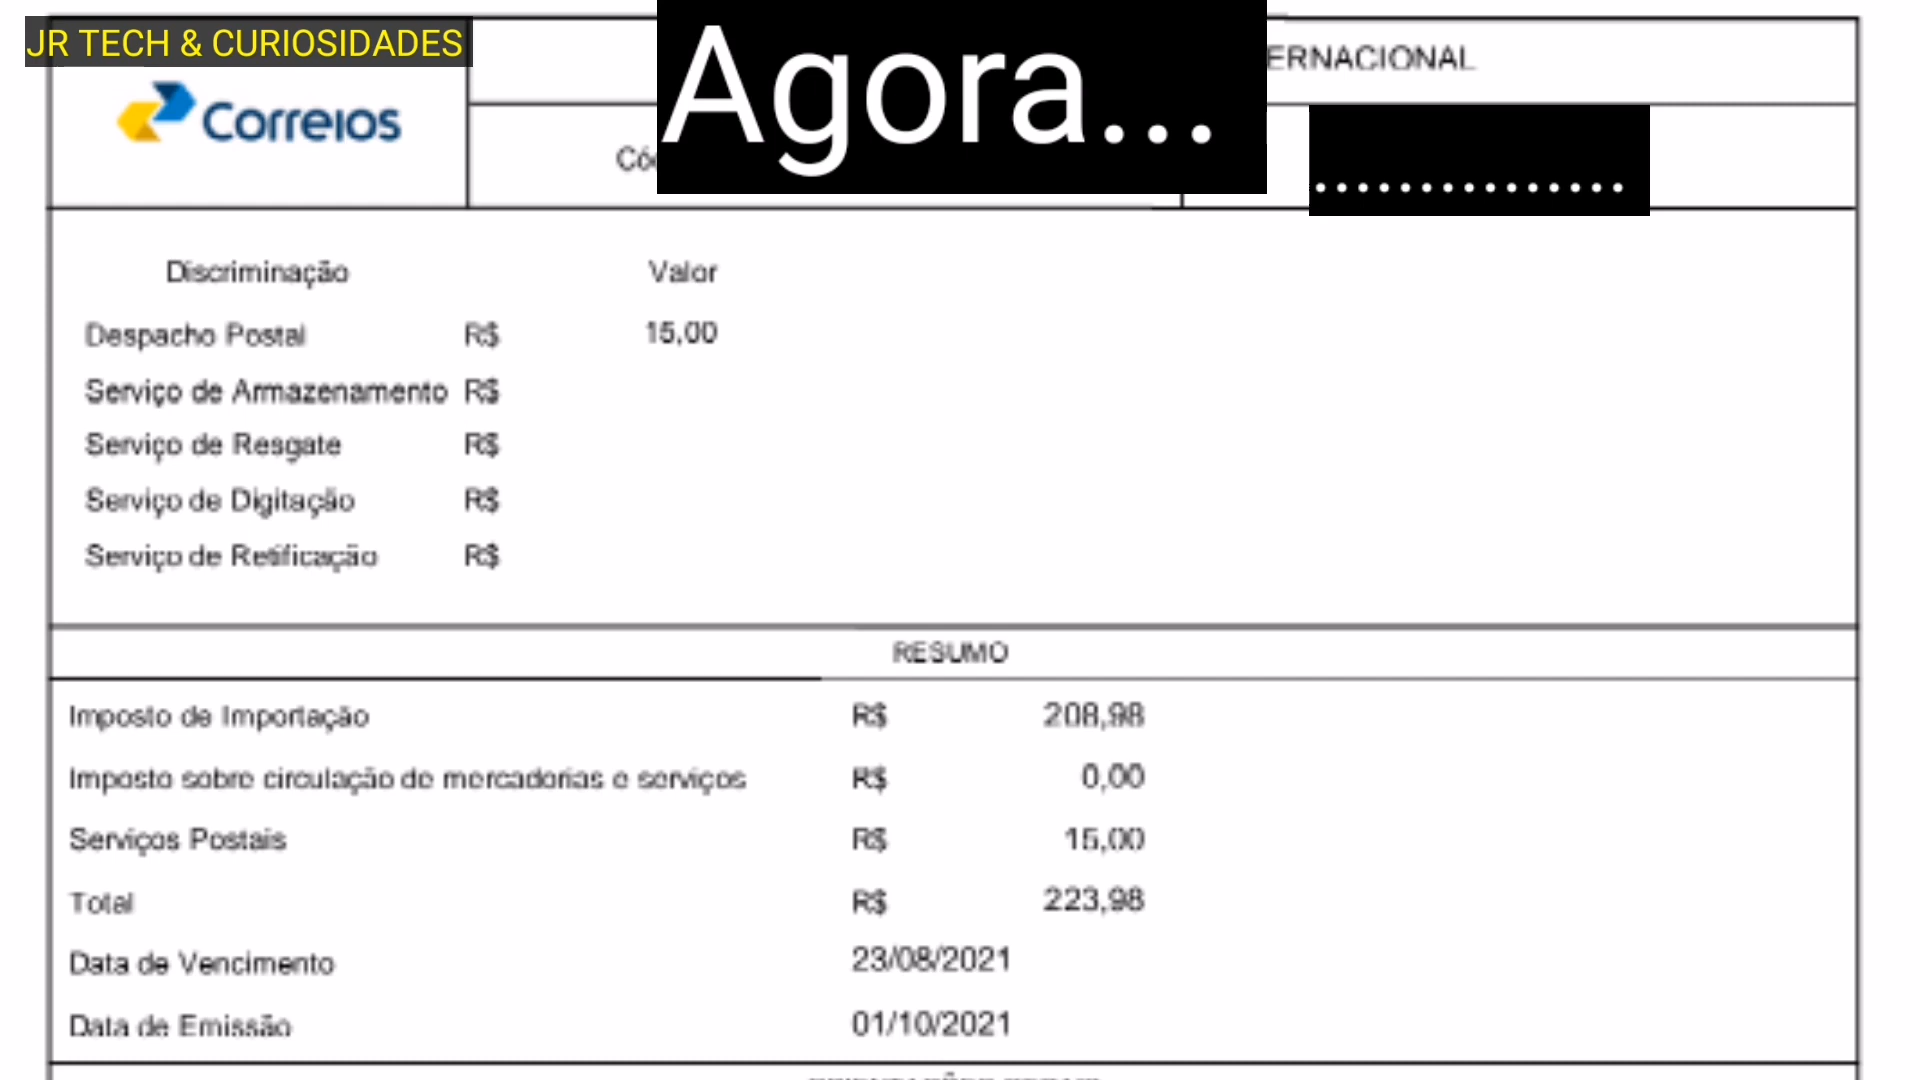 JR TECH & CURIOSIDADES
Agora...
ERNACIONAL
Correios
Có
...............
Discriminação Valor
Despacho Postal R$ 15,00
Serviço de Armazenamento R$
Serviço de Resgate R$
Serviço de Digitação R$
Serviço de Retificação R$
RESUMO
Imposto de Importação R$ 208,98
Imposto sobre circulação de mercadorias e serviços R$ 0,00
Serviços Postais R$ 15,00
Total R$ 223,98
Data de Vencimento 23/08/2021
Data de Emissão 01/10/2021